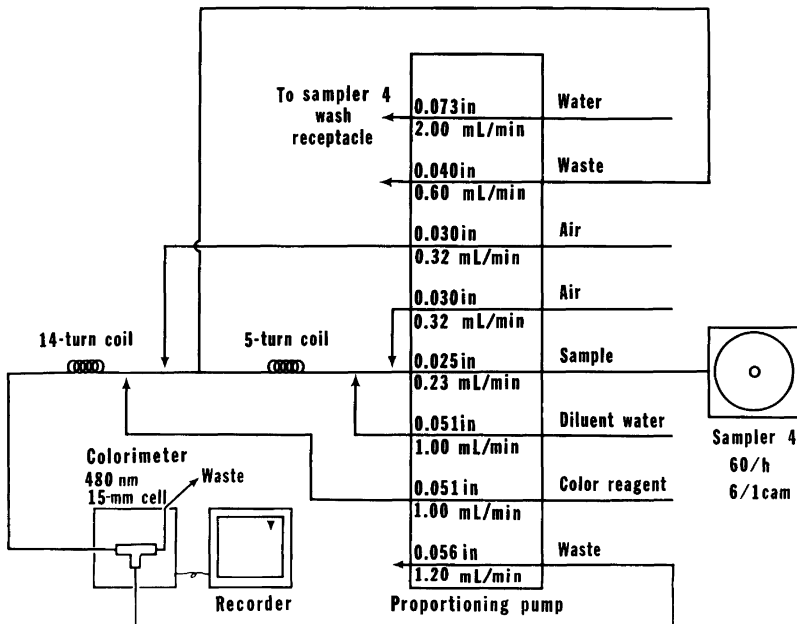 To sampler 4
wash
receptacle
0.073in
2.00 mL/min
Water
0.040in
0.60 mL/min
Waste
0.030in
0.32 mL/min
Air
0.030in
0.32 mL/min
Air
14-turn coil
5-turn coil
0.025in
0.23 mL/min
Sample
0.051in
1.00 mL/min
Diluent water
Sampler 4
60/h
6/1cam
Colorimeter
480 nm
15-mm cell
Waste
0.051in
1.00 mL/min
Color reagent
0.056in
1.20 mL/min
Waste
Recorder
Proportioning pump